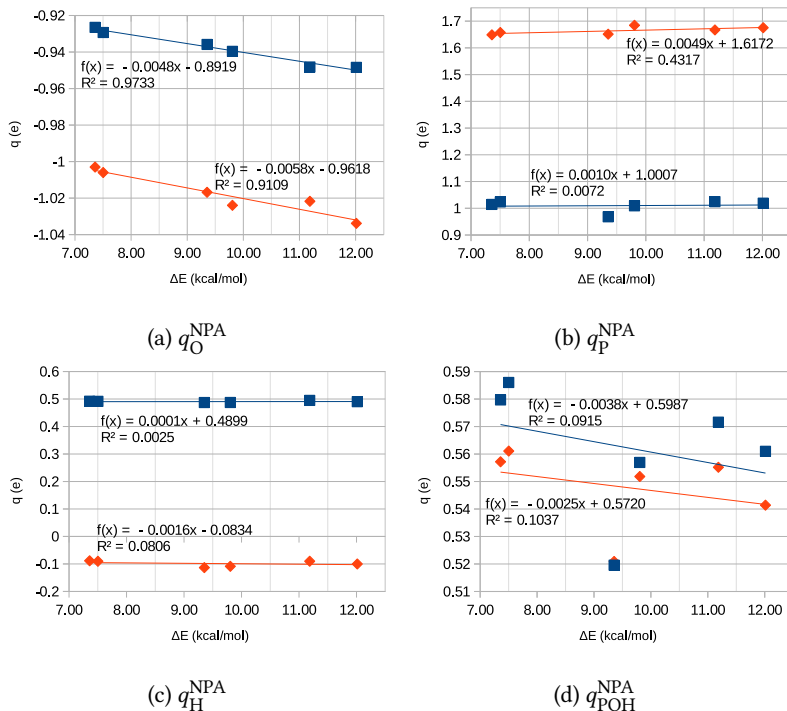 -0.92
-0.94
-0.96
-0.98
-1
-1.02
-1.04
q (e)
f(x) = - 0.0048x - 0.8919
R² = 0.9733
f(x) = - 0.0058x - 0.9618
R² = 0.9109
7.00 8.00 9.00 10.00 11.00 12.00
ΔE (kcal/mol)
(a) q_O^NPA
1.7
1.6
1.5
1.4
1.3
1.2
1.1
1
0.9
q (e)
f(x) = 0.0049x + 1.6172
R² = 0.4317
f(x) = 0.0010x + 1.0007
R² = 0.0072
7.00 8.00 9.00 10.00 11.00 12.00
ΔE (kcal/mol)
(b) q_P^NPA
0.6
0.5
0.4
0.3
0.2
0.1
0
-0.1
-0.2
q (e)
f(x) = 0.0001x + 0.4899
R² = 0.0025
f(x) = - 0.0016x - 0.0834
R² = 0.0806
7.00 8.00 9.00 10.00 11.00 12.00
ΔE (kcal/mol)
(c) q_H^NPA
0.59
0.58
0.57
0.56
0.55
0.54
0.53
0.52
0.51
q (e)
f(x) = - 0.0038x + 0.5987
R² = 0.0915
f(x) = - 0.0025x + 0.5720
R² = 0.1037
7.00 8.00 9.00 10.00 11.00 12.00
ΔE (kcal/mol)
(d) q_POH^NPA